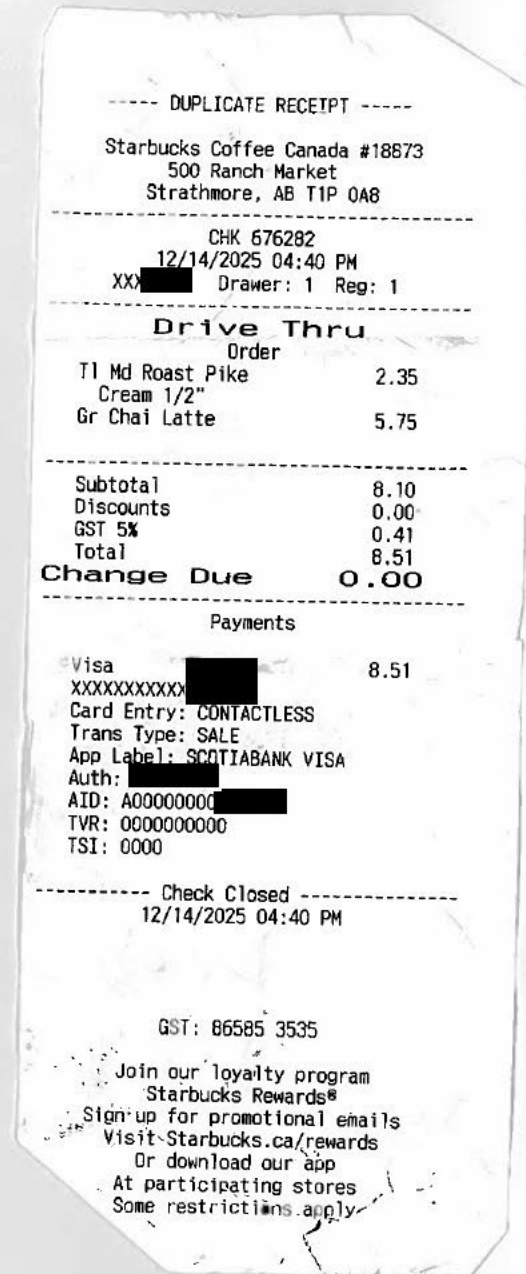 ----- DUPLICATE RECEIPT -----
Starbucks Coffee Canada #18873
500 Ranch Market
Strathmore, AB T1P 0A8
CHK 676282
12/14/2025 04:40 PM
XXX Drawer: 1 Reg: 1
Drive Thru
Order
Tl Md Roast Pike 2.35
Cream 1/2"
Gr Chai Latte 5.75
Subtotal 8.10
Discounts 0.00
GST 5% 0.41
Total 8.51
Change Due 0.00
Payments
Visa 8.51
XXXXXXXXXXX
Card Entry: CONTACTLESS
Trans Type: SALE
App Label: SCOTIABANK VISA
Auth:
AID: A00000000
TVR: 0000000000
TSI: 0000
----------- Check Closed ---------------
12/14/2025 04:40 PM
GST: 86585 3535
Join our loyalty program
Starbucks Rewards®
Sign up for promotional emails
Visit Starbucks.ca/rewards
Or download our app
At participating stores
Some restrictions apply